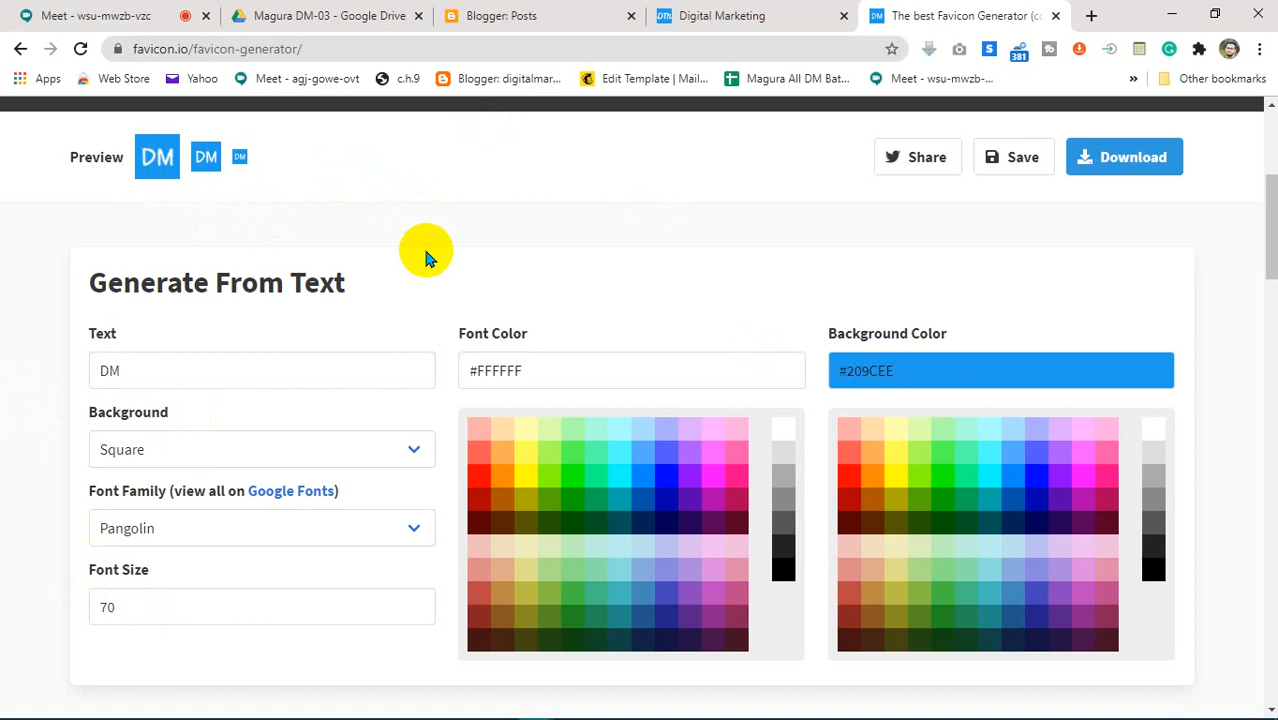 Meet - wsu-mwzb-vzc
Magura DM-03 - Google Drive
Blogger: Posts
Digital Marketing
The best Favicon Generator (co
favicon.io/favicon-generator/
381
Apps
Web Store
Yahoo
Meet - agj-gowe-ovt
c.h.9
Blogger: digitalmar...
Edit Template | Mail...
Magura All DM Bat...
Meet - wsu-mwzb-...
»
Other bookmarks
Preview
DM
DM
DM
Share
Save
Download
Generate From Text
Text
Font Color
Background Color
DM
#FFFFFF
#209CEE
Background
Square
Font Family (view all on Google Fonts)
Pangolin
Font Size
70